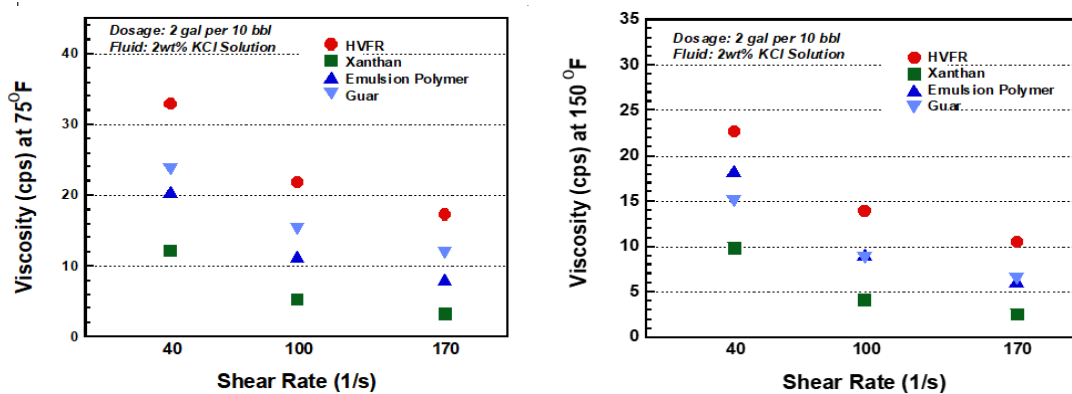 Dosage: 2 gal per 10 bbl
Fluid: 2wt% KCl Solution
HVFR
Xanthan
Emulsion Polymer
Guar
Viscosity (cps) at 75⁰F
40
30
20
10
0
40 100 170
Shear Rate (1/s)
Dosage: 2 gal per 10 bbl
Fluid: 2wt% KCl Solution
HVFR
Xanthan
Emulsion Polymer
Guar
Viscosity (cps) at 150 ⁰F
35
30
25
20
15
10
5
0
40 100 170
Shear Rate (1/s)